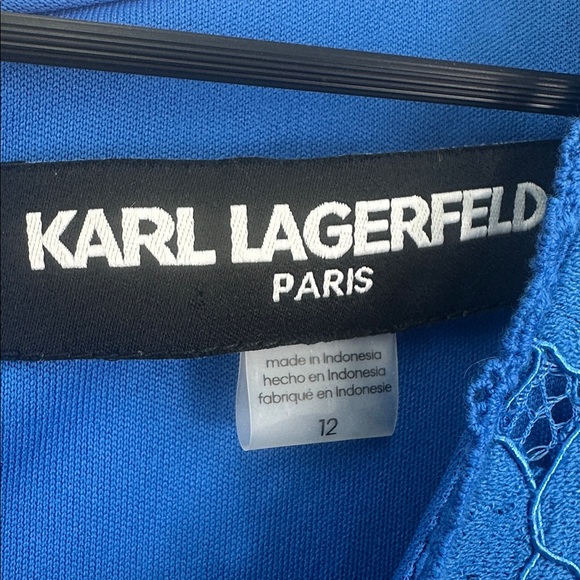 KARL LAGERFELD
PARIS
made in Indonesia
hecho en Indonesia
fabriqué en Indonesie
12